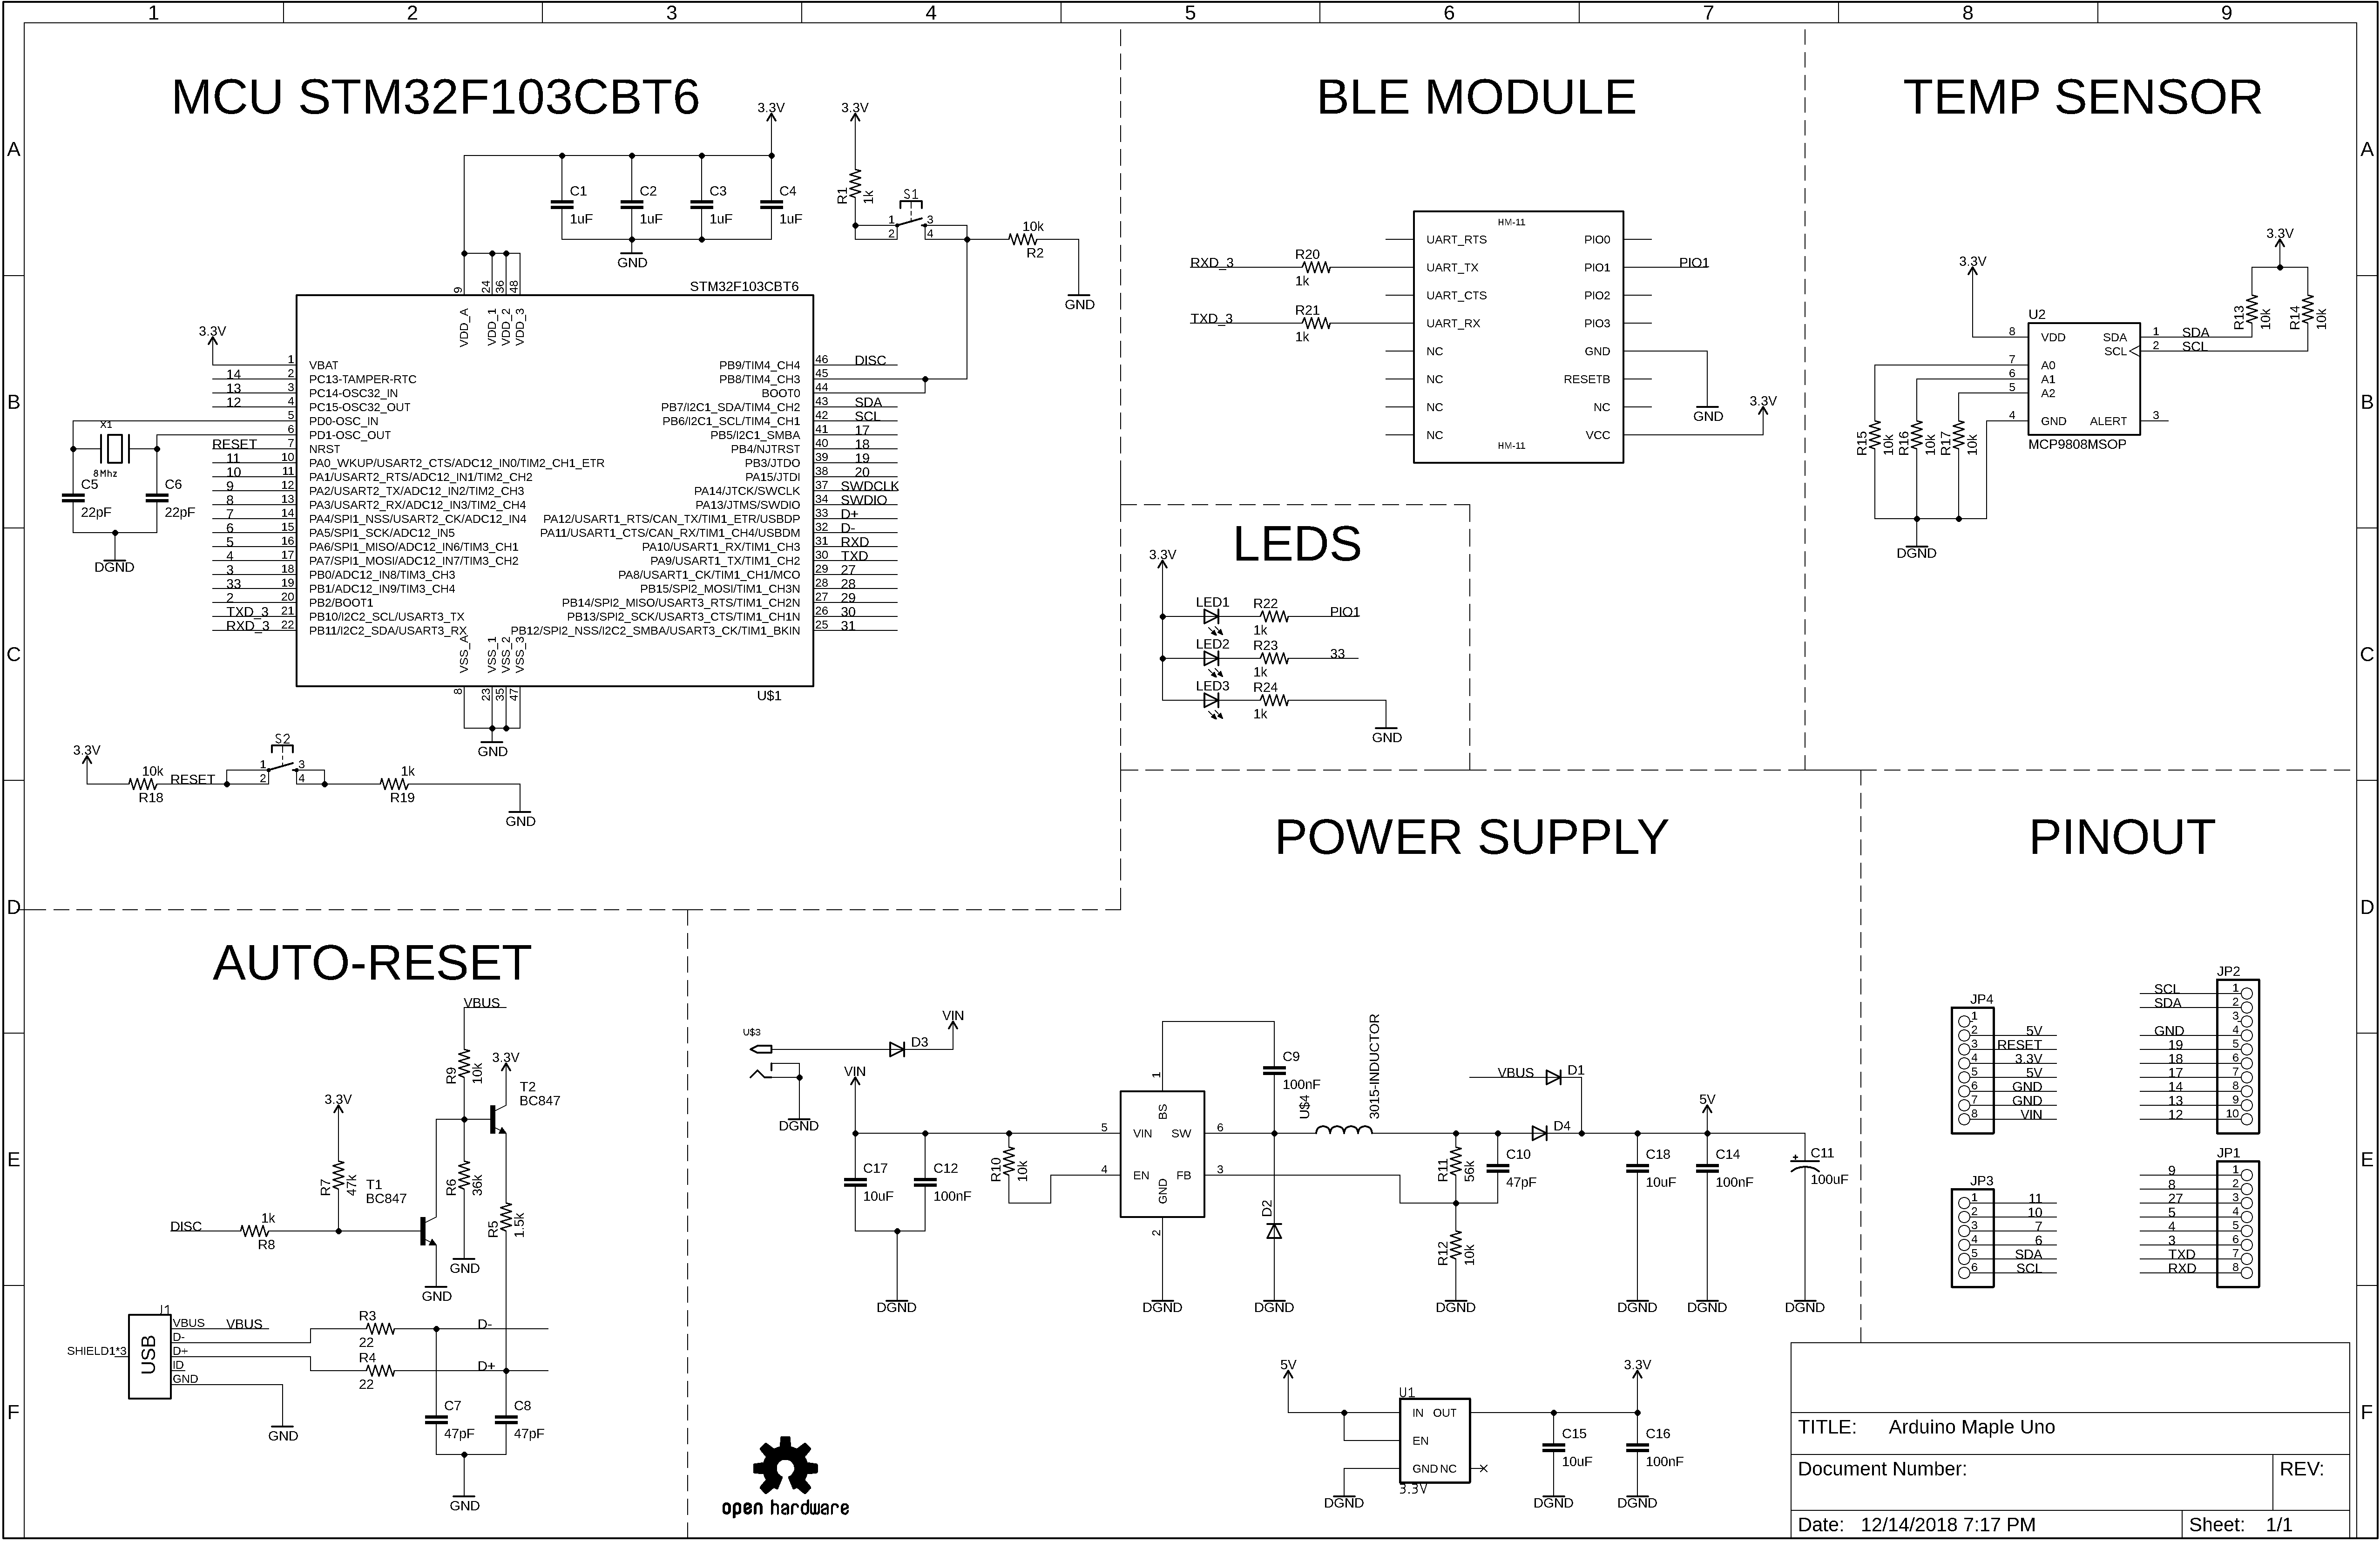 1 2 3 4 5 6 7 8 9
A
B
C
D
E
F
A
B
C
D
E
F
MCU STM32F103CBT6
3.3V
3.3V
C1
1uF
C2
1uF
C3
1uF
C4
1uF
GND
R1
1k
S1
1
2
3
4
10k
R2
GND
STM32F103CBT6
9 24 36 48
VDD_A VDD_1 VDD_2 VDD_3
3.3V
1 VBAT
14 2 PC13-TAMPER-RTC
13 3 PC14-OSC32_IN
12 4 PC15-OSC32_OUT
5 PD0-OSC_IN
6 PD1-OSC_OUT
RESET 7 NRST
11 10 PA0_WKUP/USART2_CTS/ADC12_IN0/TIM2_CH1_ETR
10 11 PA1/USART2_RTS/ADC12_IN1/TIM2_CH2
9 12 PA2/USART2_TX/ADC12_IN2/TIM2_CH3
8 13 PA3/USART2_RX/ADC12_IN3/TIM2_CH4
7 14 PA4/SPI1_NSS/USART2_CK/ADC12_IN4
6 15 PA5/SPI1_SCK/ADC12_IN5
5 16 PA6/SPI1_MISO/ADC12_IN6/TIM3_CH1
4 17 PA7/SPI1_MOSI/ADC12_IN7/TIM3_CH2
3 18 PB0/ADC12_IN8/TIM3_CH3
33 19 PB1/ADC12_IN9/TIM3_CH4
2 20 PB2/BOOT1
TXD_3 21 PB10/I2C2_SCL/USART3_TX
RXD_3 22 PB11/I2C2_SDA/USART3_RX
PB9/TIM4_CH4 46 DISC
PB8/TIM4_CH3 45
BOOT0 44
PB7/I2C1_SDA/TIM4_CH2 43 SDA
PB6/I2C1_SCL/TIM4_CH1 42 SCL
PB5/I2C1_SMBA 41 17
PB4/NJTRST 40 18
PB3/JTDO 39 19
PA15/JTDI 38 20
PA14/JTCK/SWCLK 37 SWDCLK
PA13/JTMS/SWDIO 34 SWDIO
PA12/USART1_RTS/CAN_TX/TIM1_ETR/USBDP 33 D+
PA11/USART1_CTS/CAN_RX/TIM1_CH4/USBDM 32 D-
PA10/USART1_RX/TIM1_CH3 31 RXD
PA9/USART1_TX/TIM1_CH2 30 TXD
PA8/USART1_CK/TIM1_CH1/MCO 29 27
PB15/SPI2_MOSI/TIM1_CH3N 28 28
PB14/SPI2_MISO/USART3_RTS/TIM1_CH2N 27 29
PB13/SPI2_SCK/USART3_CTS/TIM1_CH1N 26 30
PB12/SPI2_NSS/I2C2_SMBA/USART3_CK/TIM1_BKIN 25 31
VSS_A VSS_1 VSS_2 VSS_3
8 23 35 47
U$1
GND
X1
8Mhz
C5
22pF
C6
22pF
DGND
3.3V
10k
R18
RESET
S2
1
2
3
4
1k
R19
GND
BLE MODULE
HM-11
UART_RTS
UART_TX
UART_CTS
UART_RX
NC
NC
NC
NC
PIO0
PIO1
PIO2
PIO3
GND
RESETB
NC
VCC
HM-11
RXD_3
R20
1k
TXD_3
R21
1k
PIO1
GND
3.3V
TEMP SENSOR
3.3V
3.3V
R13
10k
R14
10k
U2
8 VDD
7 A0
6 A1
5 A2
4 GND
SDA 1 SDA
SCL 2 SCL
ALERT 3
MCP9808MSOP
R15
10k
R16
10k
R17
10k
DGND
LEDS
3.3V
LED1
R22
1k
PIO1
LED2
R23
1k
33
LED3
R24
1k
GND
AUTO-RESET
VBUS
R9
10k
3.3V
T2
BC847
3.3V
R7
47k
T1
BC847
R6
36k
R5
1.5k
DISC
1k
R8
GND
GND
J1
USB
SHIELD1*3
VBUS
D-
D+
ID
GND
VBUS
R3
22
R4
22
D-
D+
GND
C7
47pF
C8
47pF
GND
POWER SUPPLY
U$3
D3
VIN
DGND
VIN
C17
10uF
C12
100nF
R10
10k
DGND
5 VIN
4 EN
1 BS
GND 2
SW 6
FB 3
DGND
C9
100nF
U$4
3015-INDUCTOR
D2
DGND
VBUS D1
D4
R11
56k
C10
47pF
R12
10k
DGND
5V
C18
10uF
C14
100nF
+
C11
100uF
DGND
DGND
DGND
5V
U1
IN OUT
EN
GND NC
3.3V
DGND
3.3V
C15
10uF
C16
100nF
DGND
DGND
open hardware
PINOUT
JP4
1
2 5V
3 RESET
4 3.3V
5 5V
6 GND
7 GND
8 VIN
JP2
SCL 1
SDA 2
3
GND 4
19 5
18 6
17 7
14 8
13 9
12 10
JP3
1 11
2 10
3 7
4 6
5 SDA
6 SCL
JP1
9 1
8 2
27 3
5 4
4 5
3 6
TXD 7
RXD 8
TITLE: Arduino Maple Uno
Document Number:
REV:
Date: 12/14/2018 7:17 PM
Sheet: 1/1